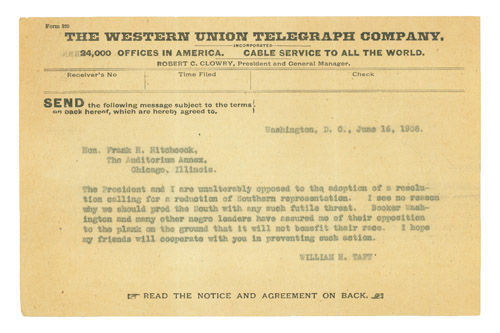 Form 260
THE WESTERN UNION TELEGRAPH COMPANY.
INCORPORATED
24,000 OFFICES IN AMERICA. CABLE SERVICE TO ALL THE WORLD.
ROBERT C. CLOWRY, President and General Manager.
Receiver's No Time Filed Check
SEND the following message subject to the terms
on back hereof, which are hereby agreed to.
Washington, D. C., June 16, 1908.
Hon. Frank H. Hitchcock,
The Auditorium Annex,
Chicago, Illinois.
The President and I are unalterably opposed to the adoption of a resolu-
tion calling for a reduction of Southern representation. I see no reason
why we should prod the South with any such futile threat. Booker Wash-
ington and many other negro leaders have assured me of their opposition
to the plank on the ground that it will not benefit their race. I hope
my friends will cooperate with you in preventing such action.
WILLIAM H. TAFT
READ THE NOTICE AND AGREEMENT ON BACK.